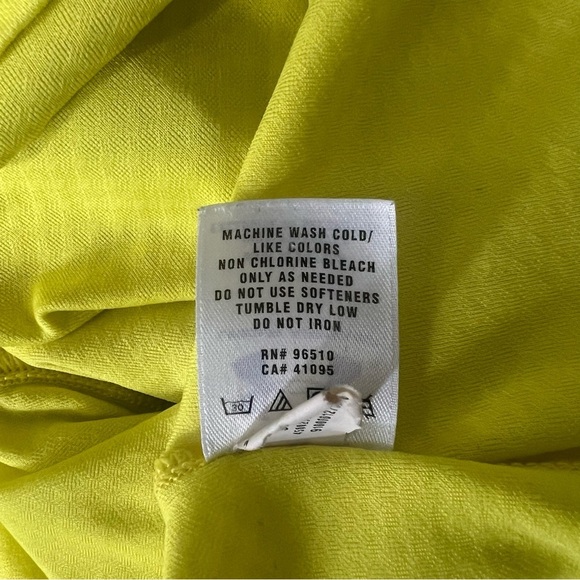 MACHINE WASH COLD/
LIKE COLORS
NON CHLORINE BLEACH
ONLY AS NEEDED
DO NOT USE SOFTENERS
TUMBLE DRY LOW
DO NOT IRON
RN# 96510
CA# 41095
30